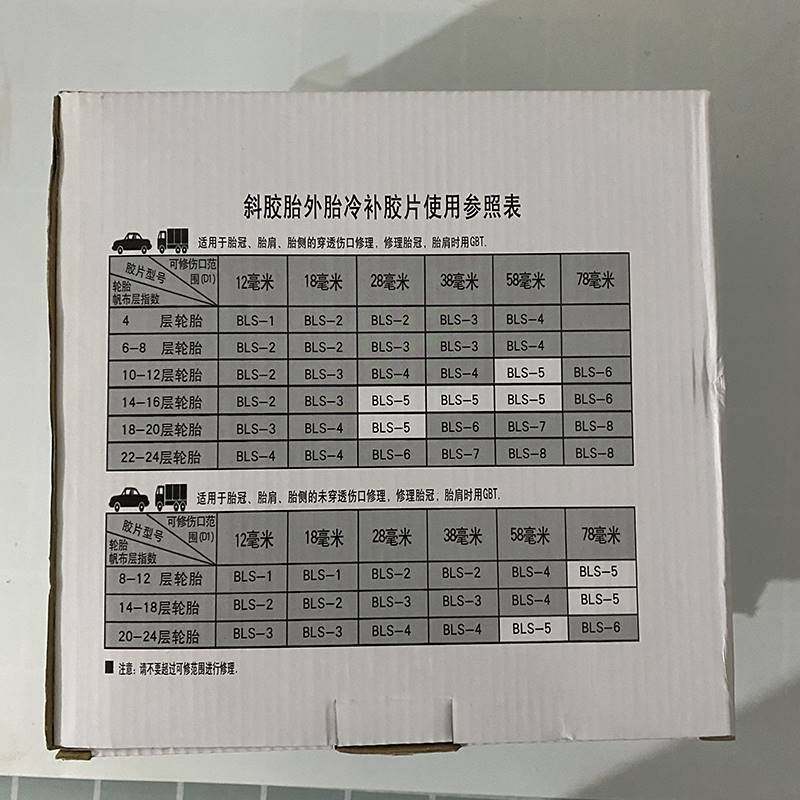 斜胶胎外胎冷补胶片使用参照表
适用于胎冠、胎肩、胎侧的穿透伤口修理，修理胎冠，胎肩时用GBT.
胶片型号 可修伤口范围(D1) 轮胎帆布层指数 12毫米 18毫米 28毫米 38毫米 58毫米 78毫米
4 层轮胎 BLS-1 BLS-2 BLS-2 BLS-3 BLS-4
6-8 层轮胎 BLS-2 BLS-2 BLS-3 BLS-3 BLS-4
10-12层轮胎 BLS-2 BLS-3 BLS-4 BLS-4 BLS-5 BLS-6
14-16层轮胎 BLS-2 BLS-3 BLS-5 BLS-5 BLS-5 BLS-6
18-20层轮胎 BLS-3 BLS-4 BLS-5 BLS-6 BLS-7 BLS-8
22-24层轮胎 BLS-4 BLS-4 BLS-6 BLS-7 BLS-8 BLS-8
适用于胎冠、胎肩、胎侧的未穿透伤口修理，修理胎冠，胎肩时用GBT.
胶片型号 可修伤口范围(D1) 轮胎帆布层指数 12毫米 18毫米 28毫米 38毫米 58毫米 78毫米
8-12 层轮胎 BLS-1 BLS-1 BLS-2 BLS-2 BLS-4 BLS-5
14-18层轮胎 BLS-2 BLS-2 BLS-3 BLS-3 BLS-4 BLS-5
20-24层轮胎 BLS-3 BLS-3 BLS-4 BLS-4 BLS-5 BLS-6
注意：请不要超过可修范围进行修理.